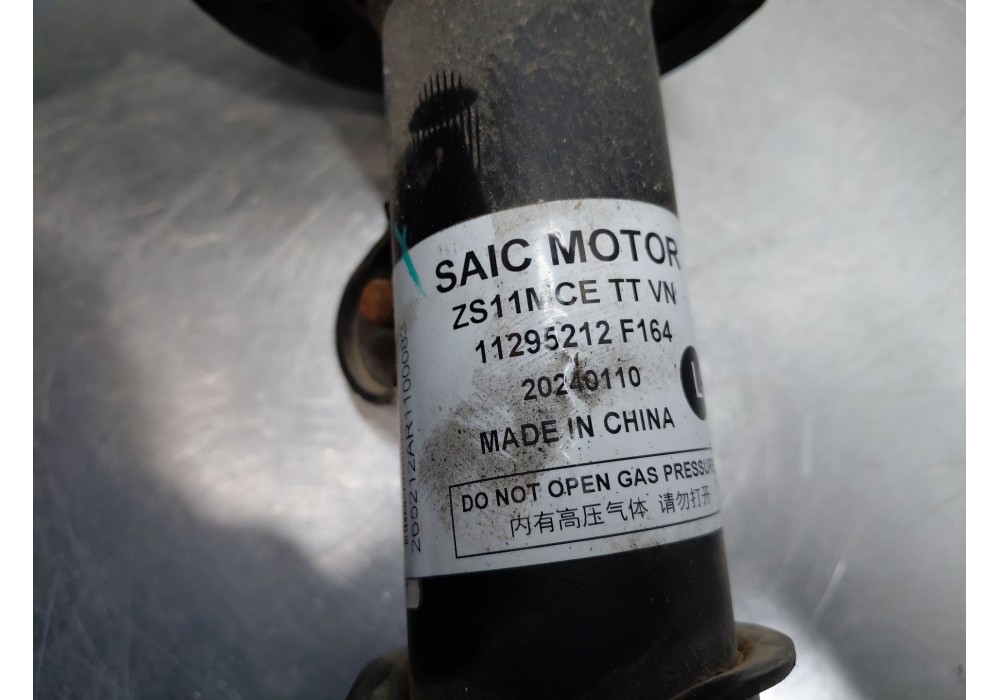 SAIC MOTOR
ZS11MCE TT VN
11295212 F164
20240110
L
MADE IN CHINA
DO NOT OPEN GAS PRESSURE
内有高压气体 请勿打开